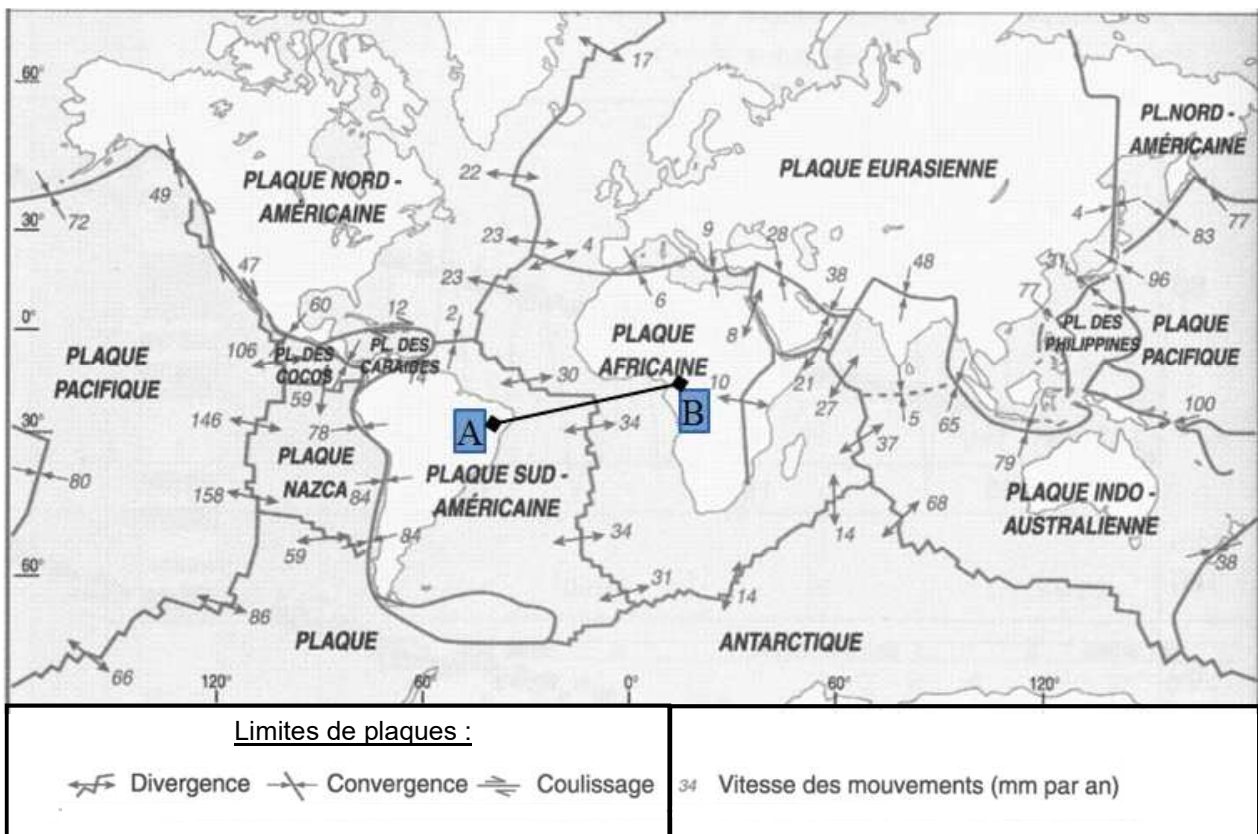 60°
17
PL.NORD -
AMÉRICAINE
PLAQUE NORD -
AMÉRICAINE
PLAQUE EURASIENNE
22
49
72
30°
23
4
9
28
4
83
77
47
23
6
38
48
96
77
60
12
2
8
0°
PLAQUE
PACIFIQUE
106
PL. DES
COCOS
PL. DES
CARAIBES
PLAQUE
AFRICAINE
PL. DES
PHILIPPINES
PLAQUE
PACIFIQUE
59
14
30
10
21
27
5
65
100
146
30°
78
A
B
34
37
PLAQUE
NAZCA
PLAQUE SUD -
AMÉRICAINE
79
80
158
84
PLAQUE INDO -
AUSTRALIENNE
68
59
84
34
14
38
60°
31
14
86
PLAQUE
ANTARCTIQUE
66
120°
60°
0°
60°
120°
Limites de plaques :
Divergence
Convergence
Coulissage
34 Vitesse des mouvements (mm par an)